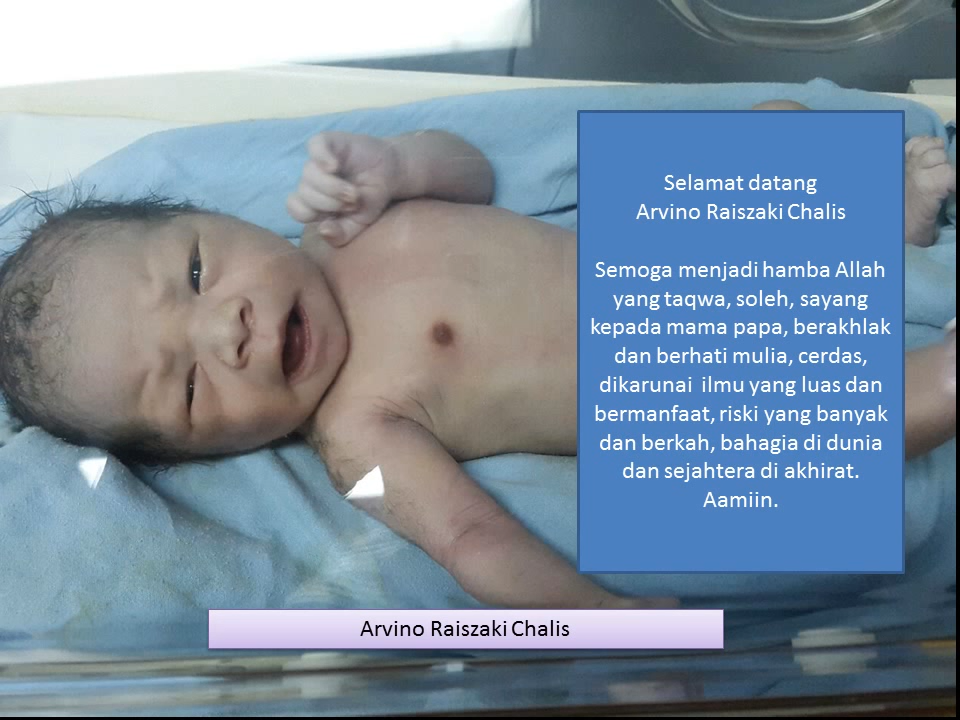 Selamat datang
Arvino Raiszaki Chalis
Semoga menjadi hamba Allah
yang taqwa, soleh, sayang
kepada mama papa, berakhlak
dan berhati mulia, cerdas,
dikarunai ilmu yang luas dan
bermanfaat, riski yang banyak
dan berkah, bahagia di dunia
dan sejahtera di akhirat.
Aamiin.
Arvino Raiszaki Chalis